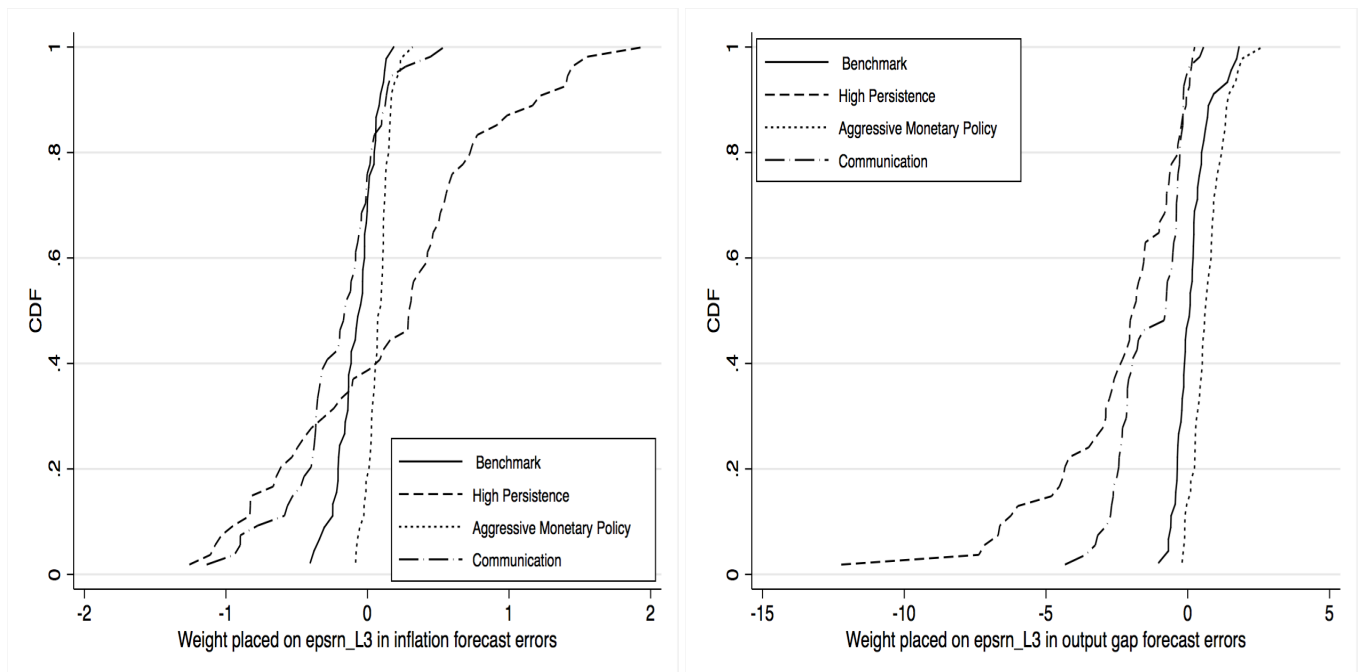 CDF
1
.8
.6
.4
.2
0
Benchmark
High Persistence
Aggressive Monetary Policy
Communication
-2
-1
0
1
2
Weight placed on epsrn_L3 in inflation forecast errors
CDF
1
.8
.6
.4
.2
0
Benchmark
High Persistence
Aggressive Monetary Policy
Communication
-15
-10
-5
0
5
Weight placed on epsrn_L3 in output gap forecast errors